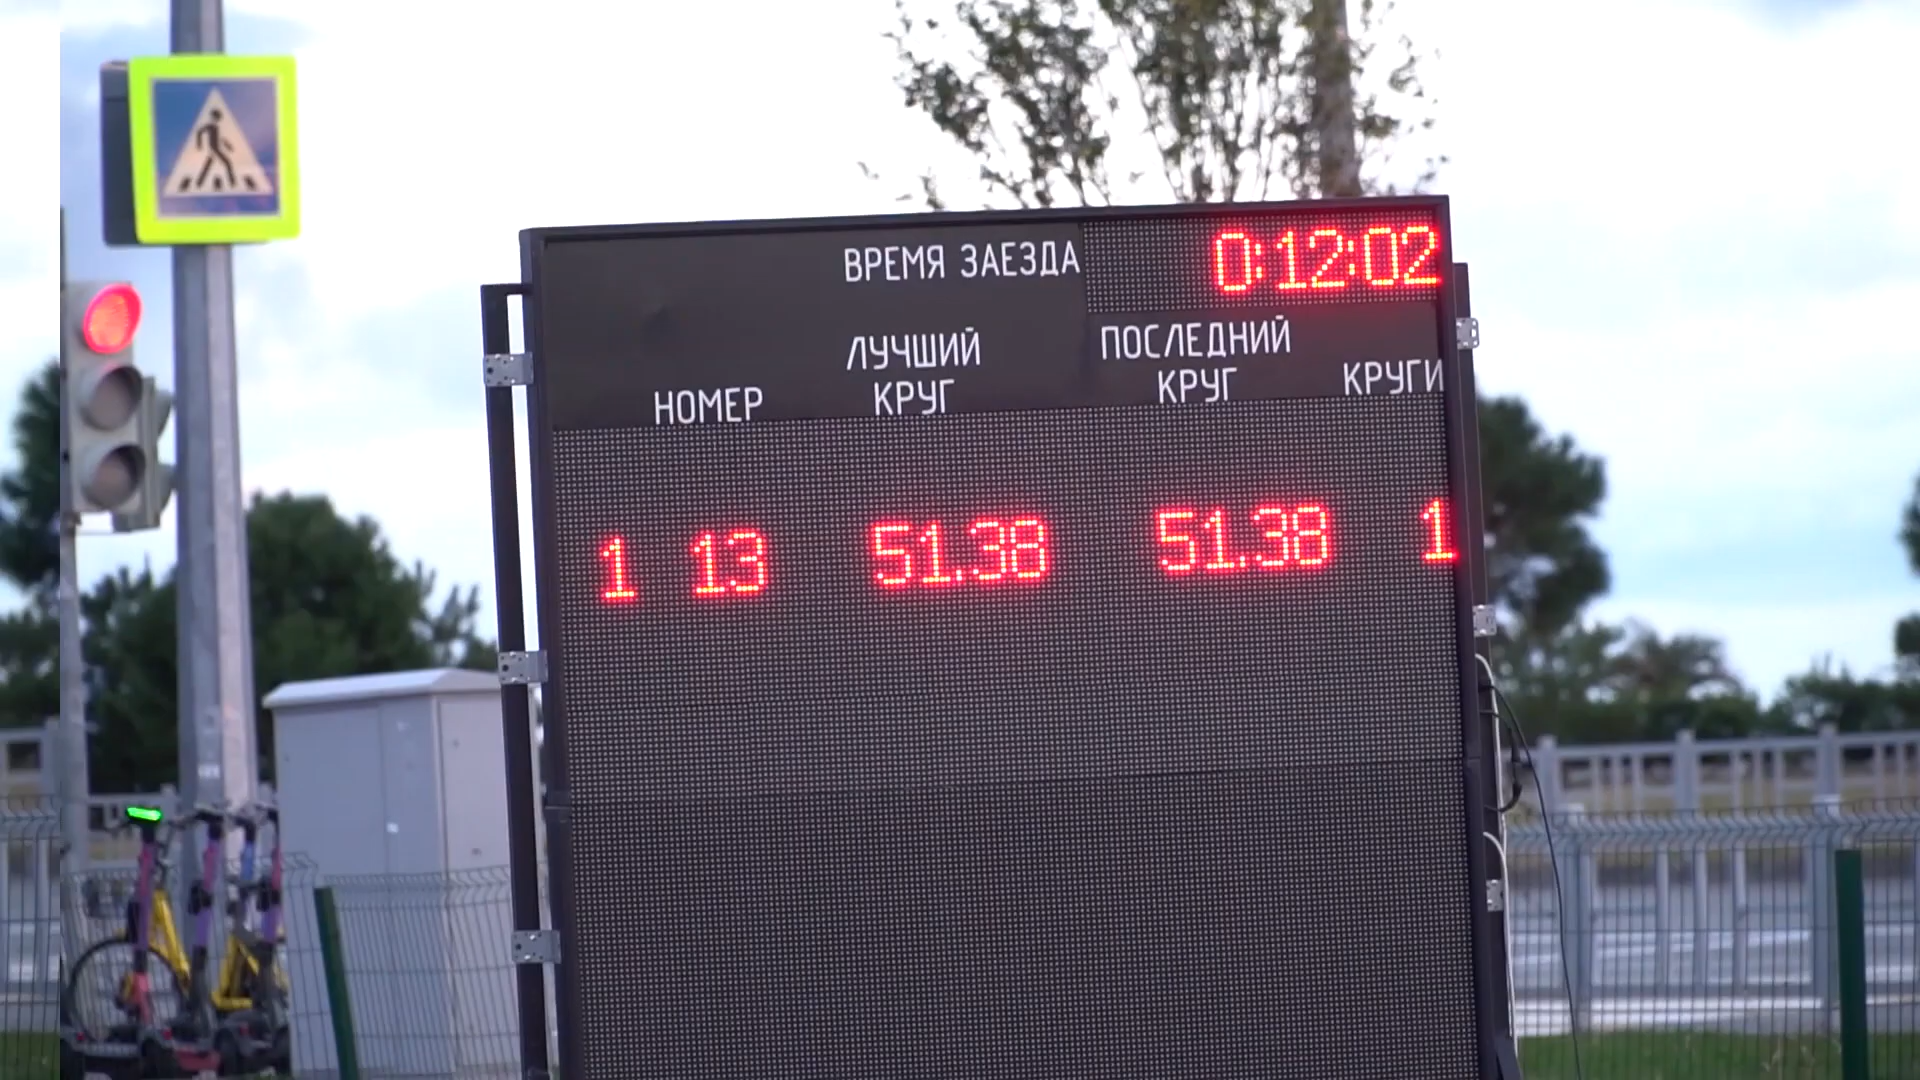 ВРЕМЯ ЗАЕЗДА 0:12:02
НОМЕР ЛУЧШИЙ КРУГ ПОСЛЕДНИЙ КРУГ КРУГИ
1 13 51.38 51.38 1